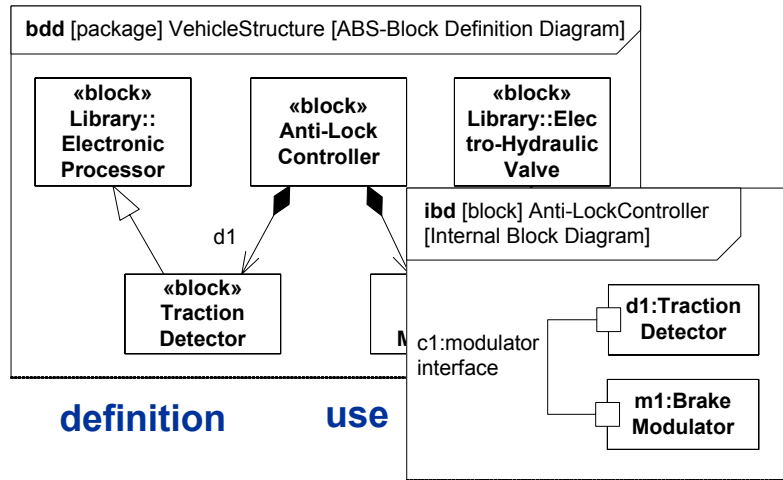 bdd [package] VehicleStructure [ABS-Block Definition Diagram]
«block»
Library::
Electronic
Processor
«block»
Anti-Lock
Controller
«block»
Library::Elec
tro-Hydraulic
Valve
d1
«block»
Traction
Detector
ibd [block] Anti-LockController
[Internal Block Diagram]
d1:Traction
Detector
c1:modulator
interface
m1:Brake
Modulator
definition
use